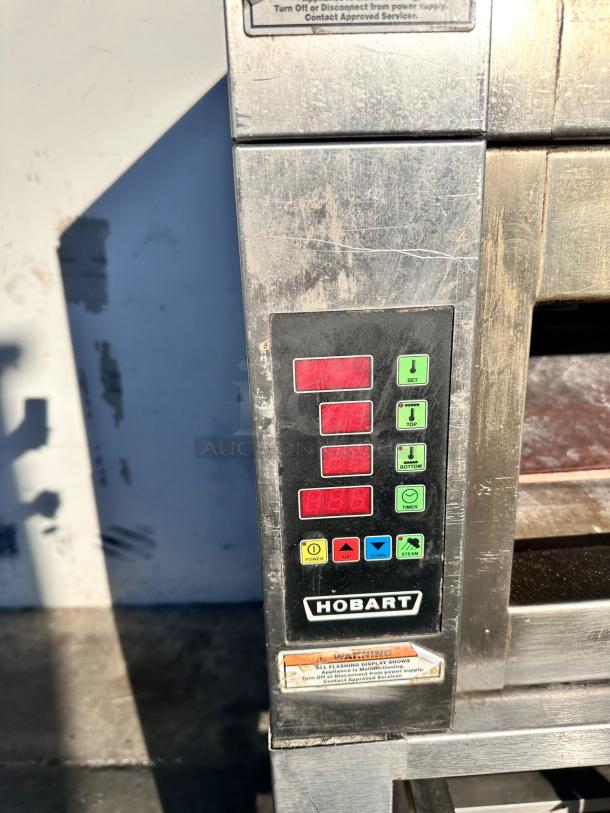 Turn Off or Disconnect from power supply.
Contact Approved Servicer.
SET
TOP
BOTTOM
TIMER
POWER
UP
DOWN
STEAM
HOBART
WARNING
ALL FLASHING DISPLAY SHOWS
Appliance is Malfunctioning,
Turn Off or Disconnect from power supply.
Contact Approved Servicer.